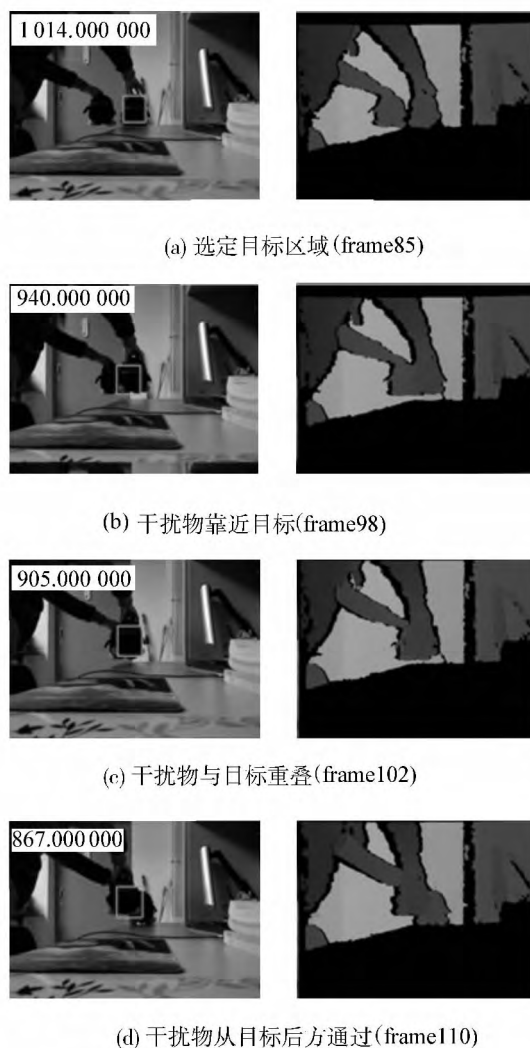 1 014.000 000
(a) 选定目标区域(frame85)
940.000 000
(b) 干扰物靠近目标(frame98)
905.000 000
(c) 干扰物与日标重叠(frame102)
867.000 000
(d) 干扰物从目标后方通过(frame110)